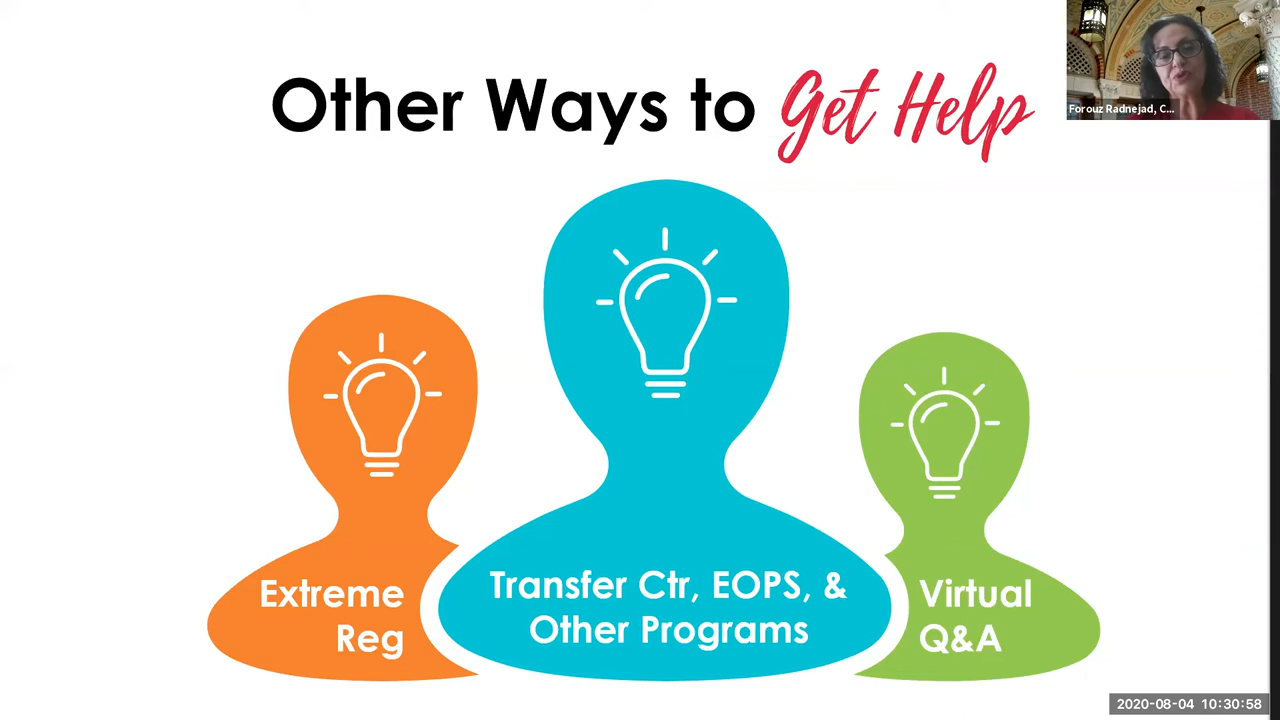 Other Ways to Get Help
Forouz Radnejad, C...
Extreme
Reg
Transfer Ctr, EOPS, &
Other Programs
Virtual
Q&A
2020-08-04 10:30:58